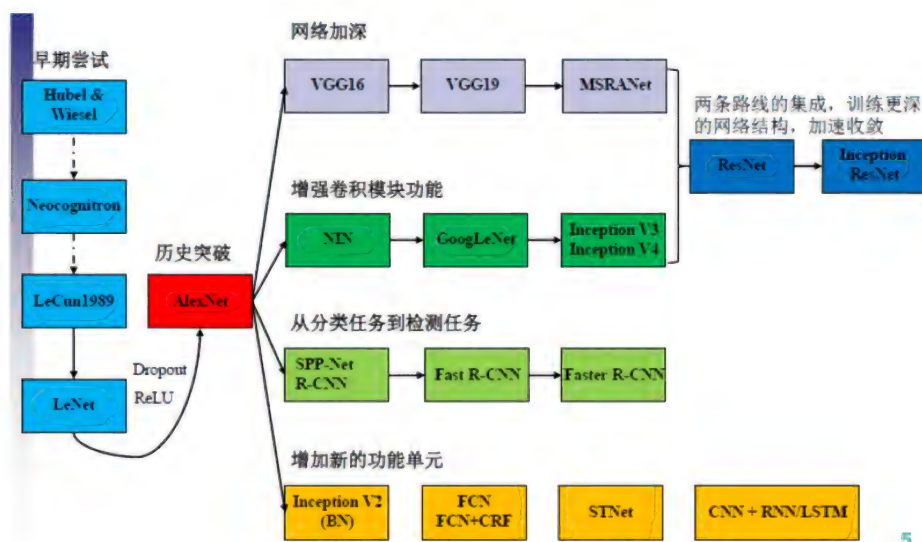 早期尝试
Hubel &
Wiesel
Neocognitron
LeCun1989
LeNet
Dropout
ReLU
历史突破
AlexNet
网络加深
VGG16
VGG19
MSRANet
增强卷积模块功能
NIN
GoogLeNet
Inception V3
Inception V4
两条路线的集成，训练更深
的网络结构，加速收敛
ResNet
Inception
ResNet
从分类任务到检测任务
SPP-Net
R-CNN
Fast R-CNN
Faster R-CNN
增加新的功能单元
Inception V2
(BN)
FCN
FCN+CRF
STNet
CNN + RNN/LSTM
5